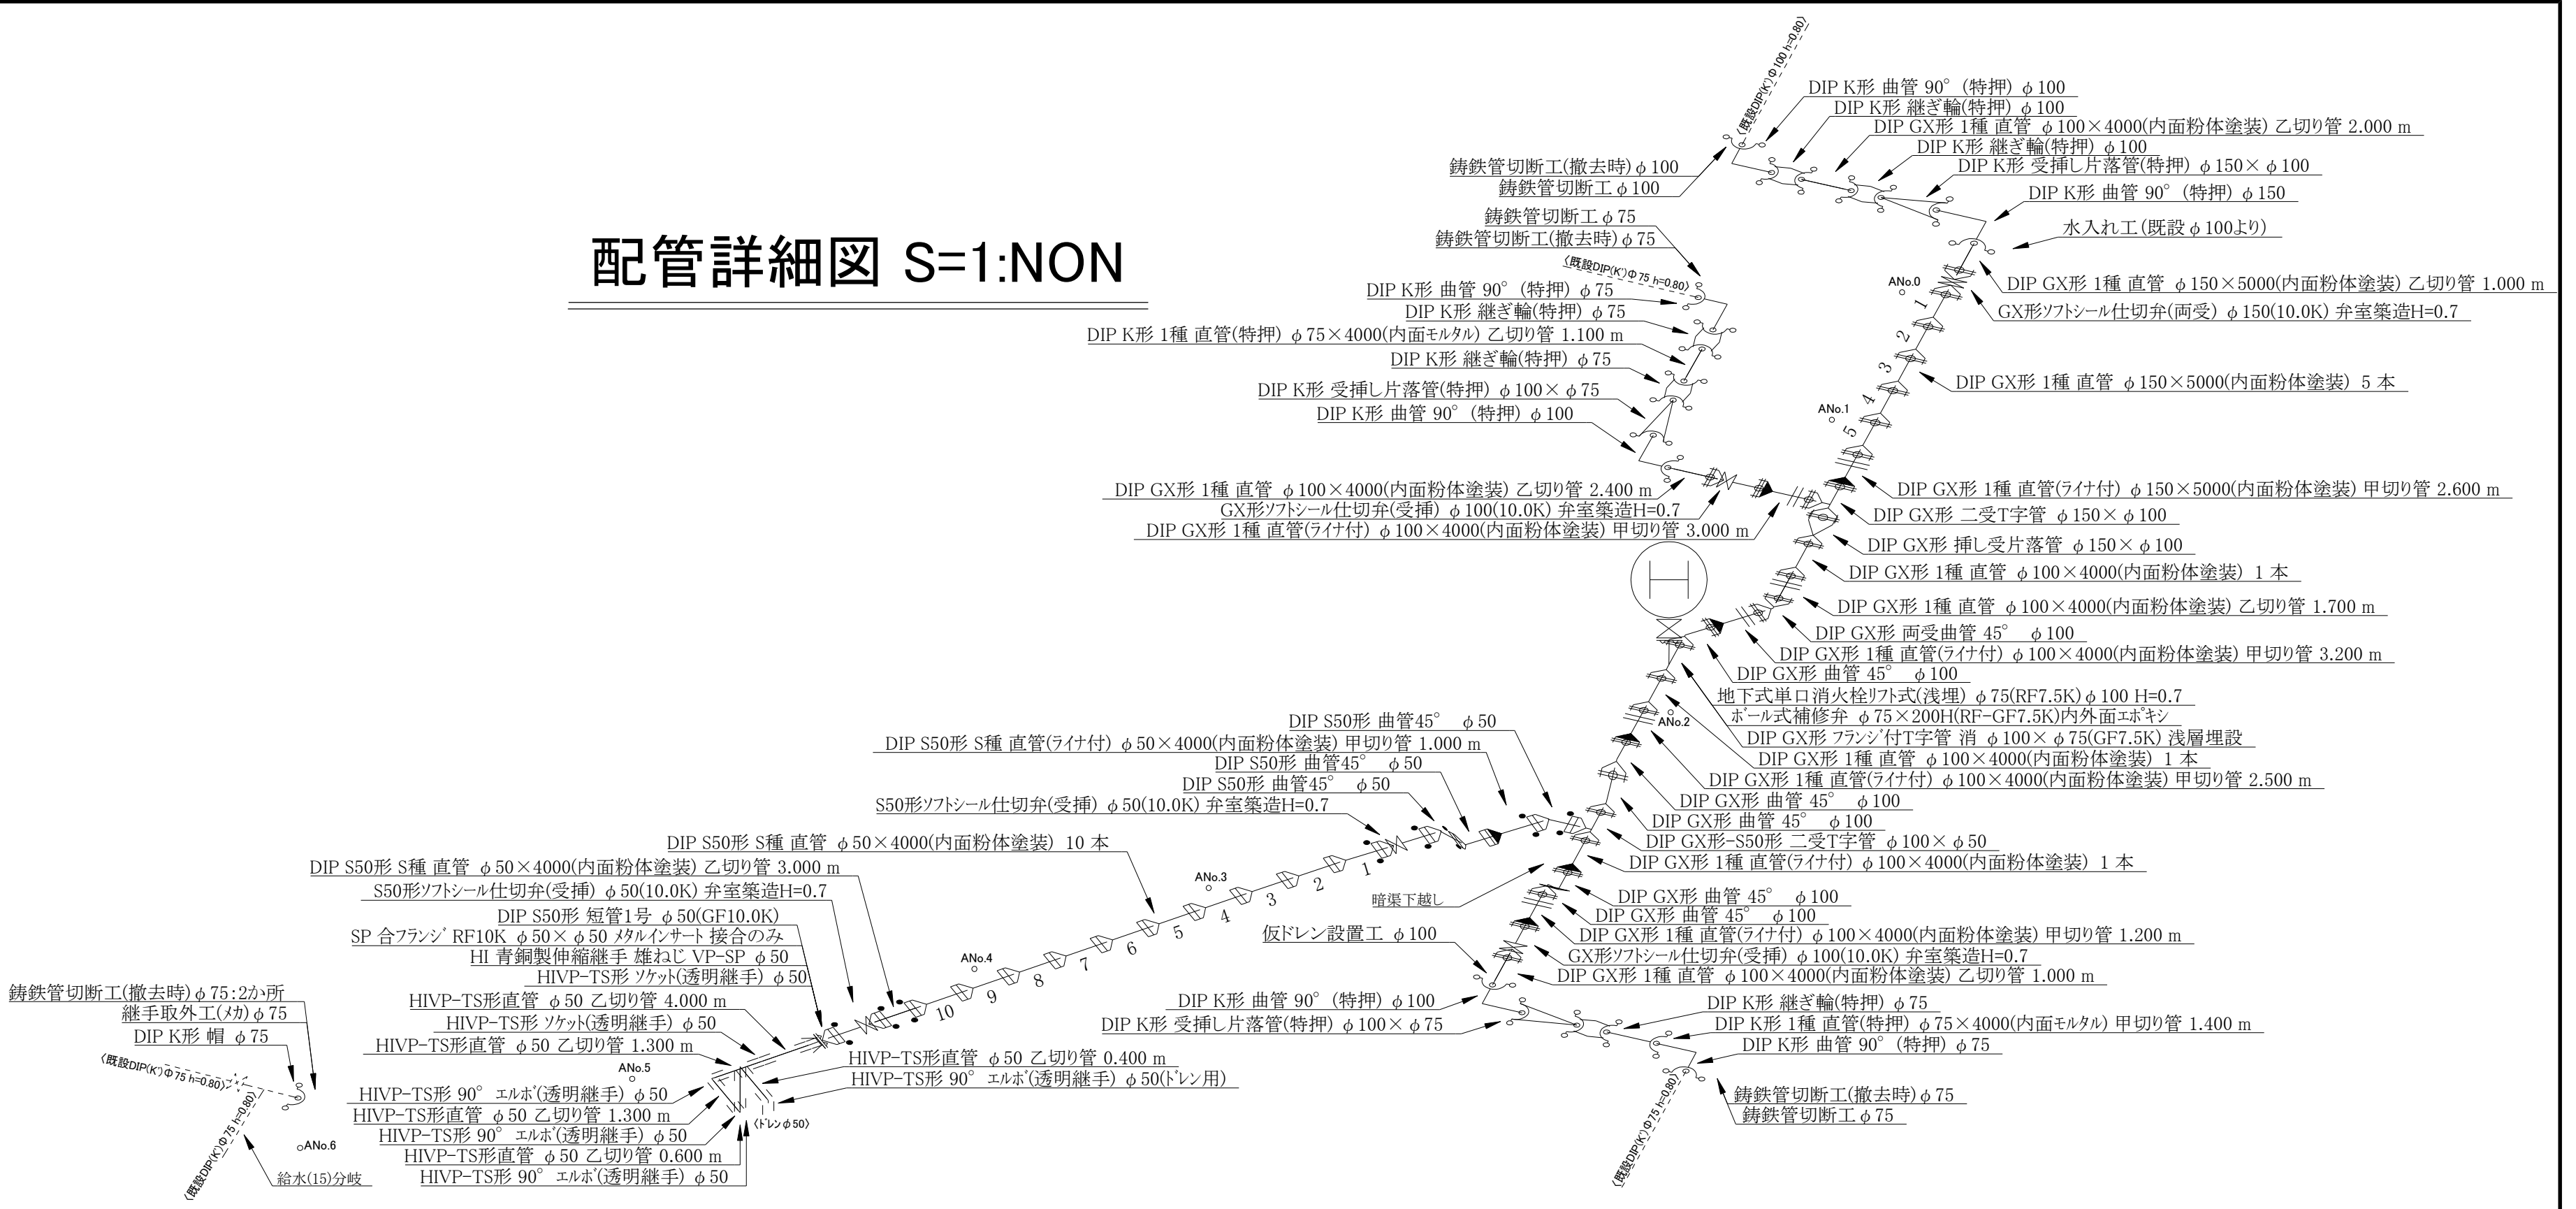 配管詳細図 S=1:NON
〈既設DIP(K')Φ100 h=0.80〉
DIP K形 曲管 90° (特押) φ100
DIP K形 継ぎ輪(特押) φ100
DIP GX形 1種 直管 φ100×4000(内面粉体塗装) 乙切り管 2.000 m
DIP K形 継ぎ輪(特押) φ100
DIP K形 受挿し片落管(特押) φ150×φ100
DIP K形 曲管 90° (特押) φ150
水入れ工(既設φ100より)
DIP GX形 1種 直管 φ150×5000(内面粉体塗装) 乙切り管 1.000 m
GX形ソフトシール仕切弁(両受) φ150(10.0K) 弁室築造H=0.7
DIP GX形 1種 直管 φ150×5000(内面粉体塗装) 5 本
DIP GX形 1種 直管(ライナ付) φ150×5000(内面粉体塗装) 甲切り管 2.600 m
DIP GX形 二受T字管 φ150×φ100
DIP GX形 挿し受片落管 φ150×φ100
DIP GX形 1種 直管 φ100×4000(内面粉体塗装) 1 本
DIP GX形 1種 直管 φ100×4000(内面粉体塗装) 乙切り管 1.700 m
DIP GX形 両受曲管 45° φ100
DIP GX形 1種 直管(ライナ付) φ100×4000(内面粉体塗装) 甲切り管 3.200 m
DIP GX形 曲管 45° φ100
地下式単口消火栓リフト式(浅埋) φ75(RF7.5K)φ100 H=0.7
ボール式補修弁 φ75×200H(RF-GF7.5K)内外面エポキシ
DIP GX形 フランジ付T字管 消 φ100×φ75(GF7.5K) 浅層埋設
DIP GX形 1種 直管 φ100×4000(内面粉体塗装) 1 本
DIP GX形 1種 直管(ライナ付) φ100×4000(内面粉体塗装) 甲切り管 2.500 m
DIP GX形 曲管 45° φ100
DIP GX形 曲管 45° φ100
DIP GX形-S50形 二受T字管 φ100×φ50
DIP GX形 1種 直管(ライナ付) φ100×4000(内面粉体塗装) 1 本
DIP GX形 曲管 45° φ100
DIP GX形 曲管 45° φ100
DIP GX形 1種 直管(ライナ付) φ100×4000(内面粉体塗装) 甲切り管 1.200 m
GX形ソフトシール仕切弁(受挿) φ100(10.0K) 弁室築造H=0.7
DIP GX形 1種 直管 φ100×4000(内面粉体塗装) 乙切り管 1.000 m
DIP K形 継ぎ輪(特押) φ75
DIP K形 1種 直管(特押) φ75×4000(内面モルタル) 甲切り管 1.400 m
DIP K形 曲管 90° (特押) φ75
鋳鉄管切断工(撤去時)φ75
鋳鉄管切断工φ75
〈既設DIP(K')Φ75 h=0.80〉
鋳鉄管切断工(撤去時)φ100
鋳鉄管切断工φ100
鋳鉄管切断工φ75
鋳鉄管切断工(撤去時)φ75
〈既設DIP(K')Φ75 h=0.80〉
DIP K形 曲管 90° (特押) φ75
DIP K形 継ぎ輪(特押) φ75
DIP K形 1種 直管(特押) φ75×4000(内面モルタル) 乙切り管 1.100 m
DIP K形 継ぎ輪(特押) φ75
DIP K形 受挿し片落管(特押) φ100×φ75
DIP K形 曲管 90° (特押) φ100
DIP GX形 1種 直管 φ100×4000(内面粉体塗装) 乙切り管 2.400 m
GX形ソフトシール仕切弁(受挿) φ100(10.0K) 弁室築造H=0.7
DIP GX形 1種 直管(ライナ付) φ100×4000(内面粉体塗装) 甲切り管 3.000 m
ANo.0
1
2
3
4
5
ANo.1
H
ANo.2
DIP S50形 曲管45° φ50
DIP S50形 S種 直管(ライナ付) φ50×4000(内面粉体塗装) 甲切り管 1.000 m
DIP S50形 曲管45° φ50
DIP S50形 曲管45° φ50
S50形ソフトシール仕切弁(受挿) φ50(10.0K) 弁室築造H=0.7
DIP S50形 S種 直管 φ50×4000(内面粉体塗装) 10 本
DIP S50形 S種 直管 φ50×4000(内面粉体塗装) 乙切り管 3.000 m
S50形ソフトシール仕切弁(受挿) φ50(10.0K) 弁室築造H=0.7
DIP S50形 短管1号 φ50(GF10.0K)
SP 合フランジ RF10K φ50×φ50 メタルインサート 接合のみ
HI 青銅製伸縮継手 雄ねじ VP-SP φ50
HIVP-TS形 ソケット(透明継手) φ50
HIVP-TS形直管 φ50 乙切り管 4.000 m
HIVP-TS形 ソケット(透明継手) φ50
HIVP-TS形直管 φ50 乙切り管 1.300 m
ANo.5
HIVP-TS形 90° エルボ(透明継手) φ50
HIVP-TS形直管 φ50 乙切り管 1.300 m
HIVP-TS形 90° エルボ(透明継手) φ50
HIVP-TS形直管 φ50 乙切り管 0.600 m
HIVP-TS形 90° エルボ(透明継手) φ50
HIVP-TS形直管 φ50 乙切り管 0.400 m
HIVP-TS形 90° エルボ(透明継手) φ50(ドレン用)
〈ドレンφ50〉
1
2
3
4
5
6
7
8
9
10
ANo.3
ANo.4
暗渠下越し
仮ドレン設置工 φ100
DIP K形 曲管 90° (特押) φ100
DIP K形 受挿し片落管(特押) φ100×φ75
鋳鉄管切断工(撤去時)φ75:2か所
継手取外工(メカ)φ75
DIP K形 帽 φ75
〈既設DIP(K')Φ75 h=0.80〉
〈既設DIP(K')Φ75 h=0.80〉
ANo.6
給水(15)分岐